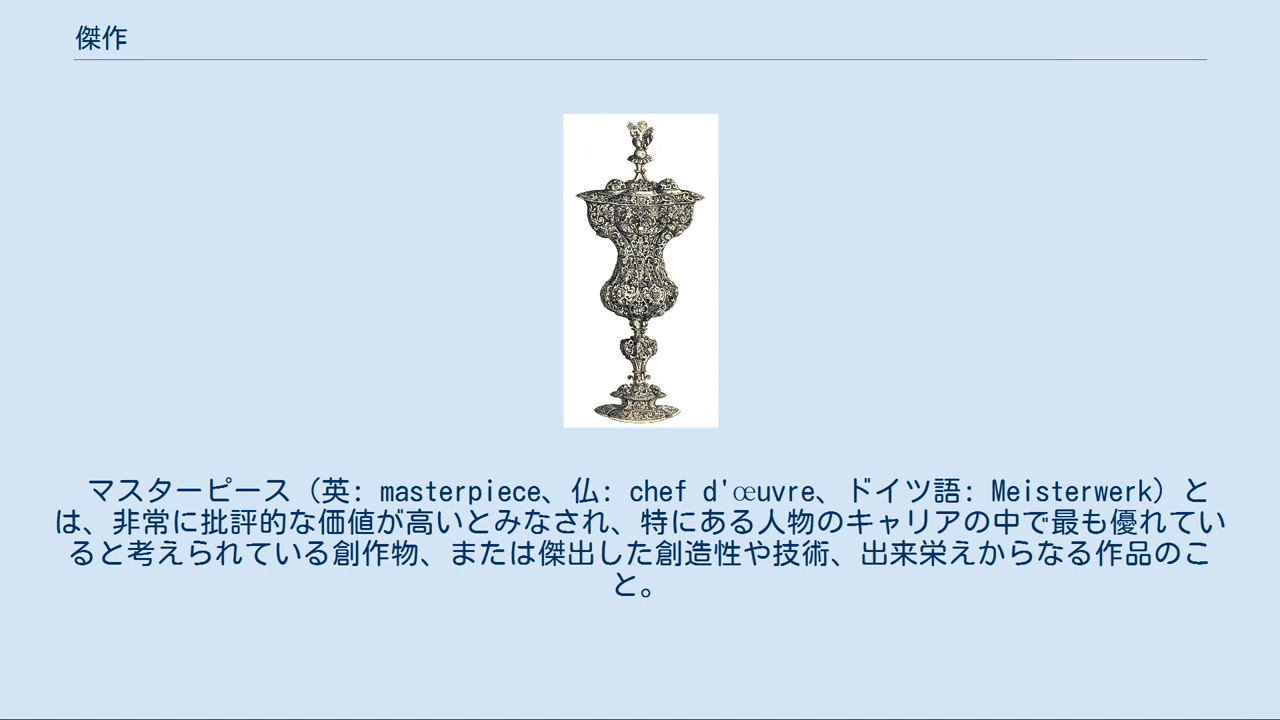 傑作
マスターピース（英: masterpiece、仏: chef d'œuvre、ドイツ語: Meisterwerk）と
は、非常に批評的な価値が高いとみなされ、特にある人物のキャリアの中で最も優れてい
ると考えられている創作物、または傑出した創造性や技術、出来栄えからなる作品のこ
と。